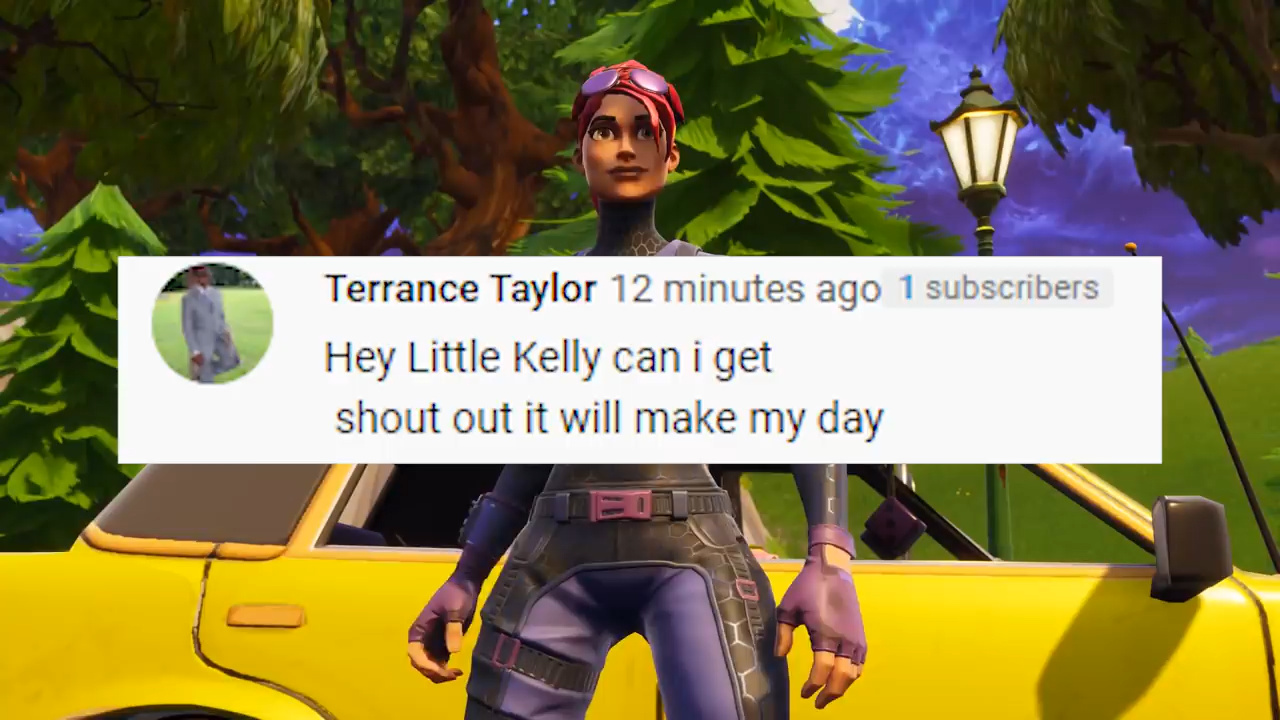 Terrance Taylor 12 minutes ago 1 subscribers
Hey Little Kelly can i get
shout out it will make my day